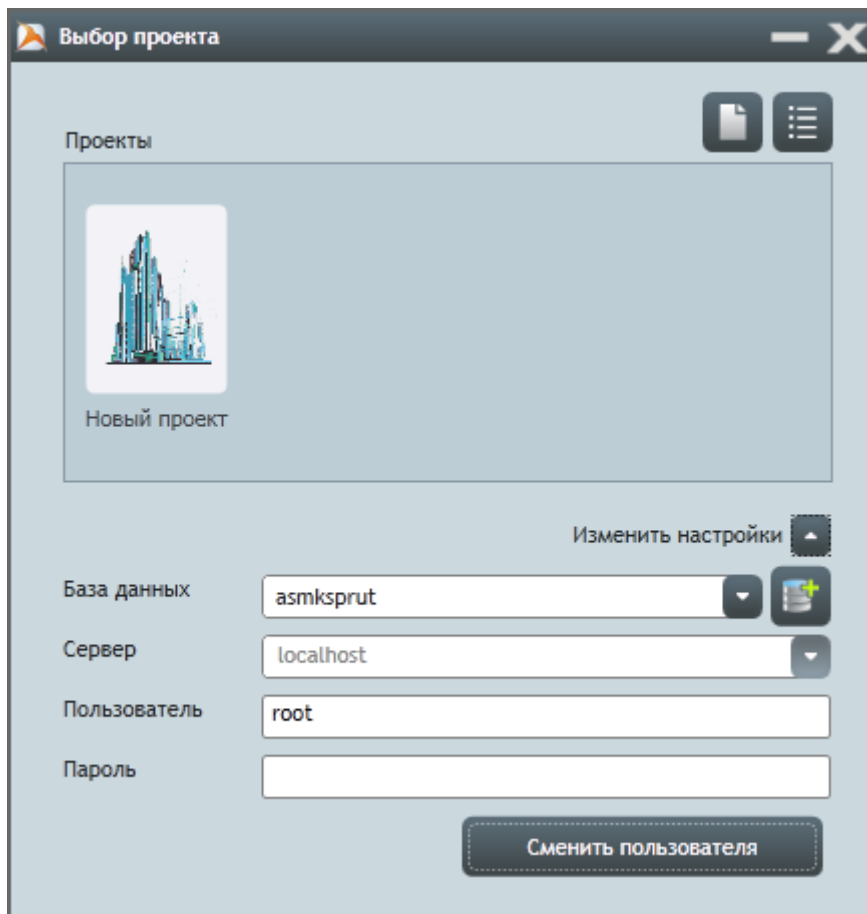 Выбор проекта
Проекты
Новый проект
Изменить настройки
База данных
asmksprut
Сервер
localhost
Пользователь
root
Пароль
Сменить пользователя